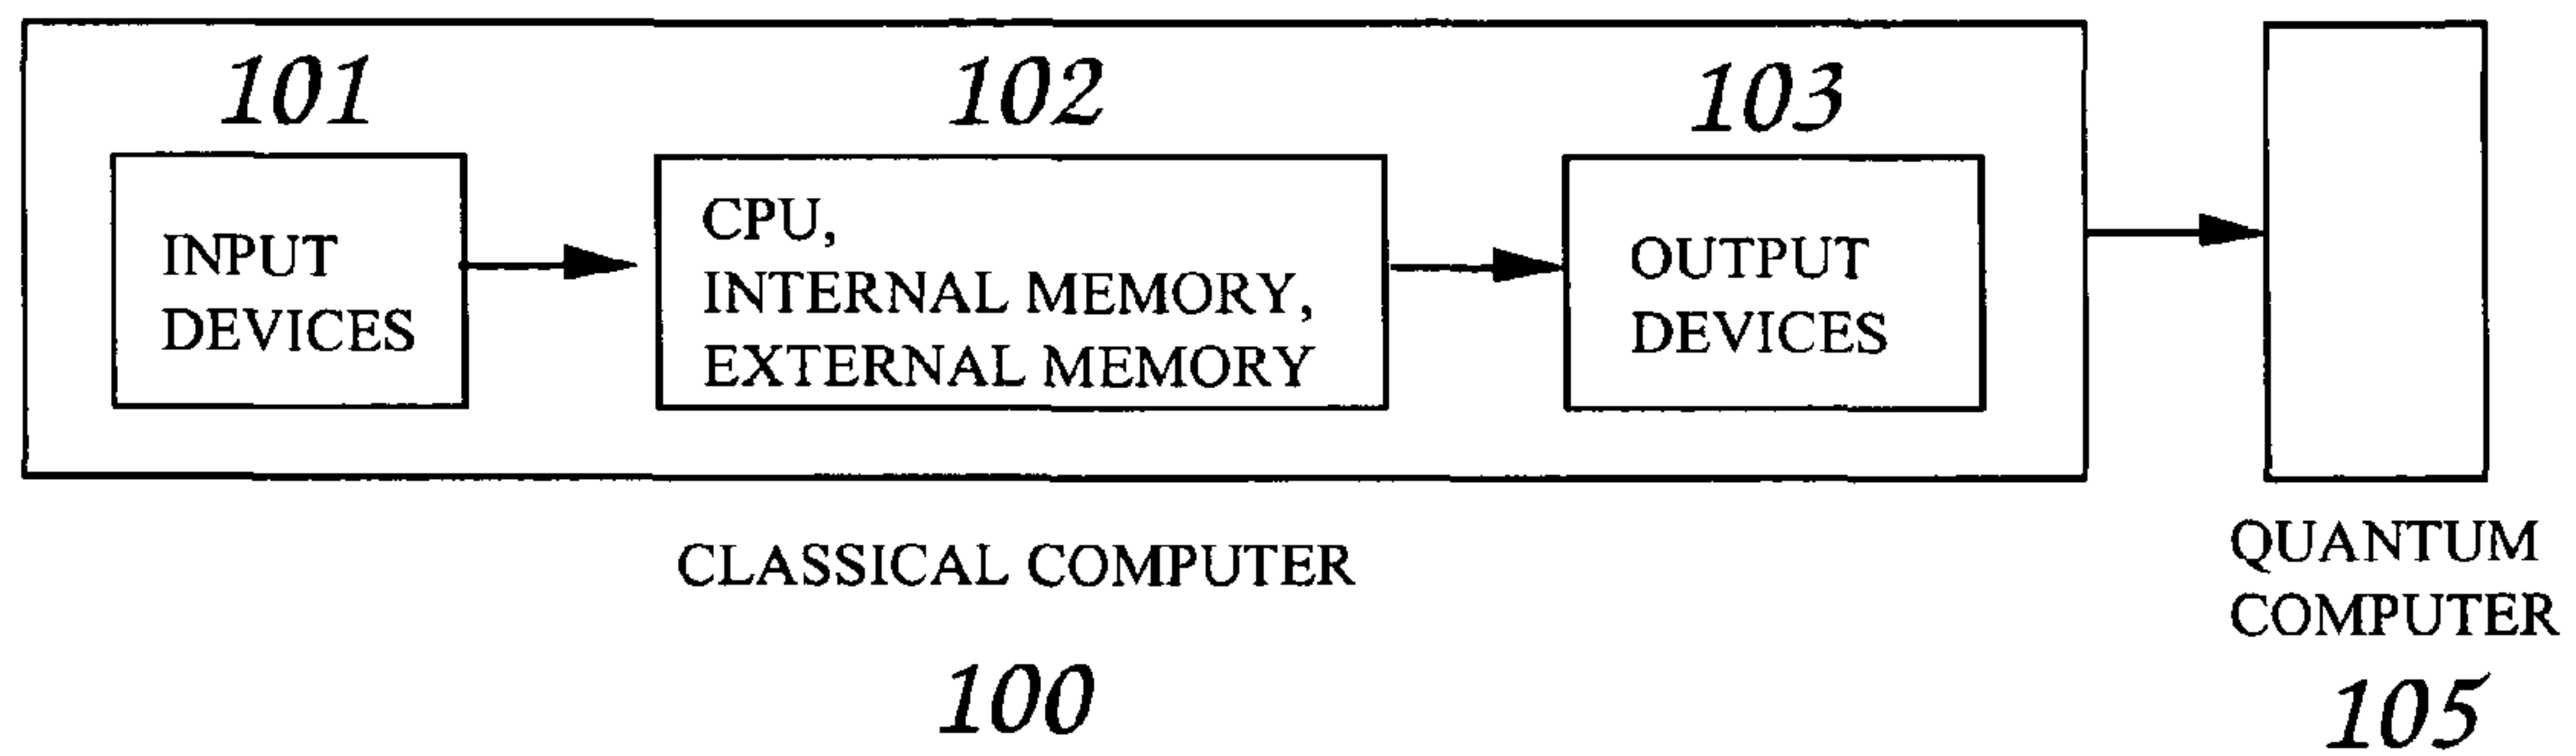 101
INPUT
DEVICES
102
CPU,
INTERNAL MEMORY,
EXTERNAL MEMORY
103
OUTPUT
DEVICES
CLASSICAL COMPUTER
100
QUANTUM
COMPUTER
105